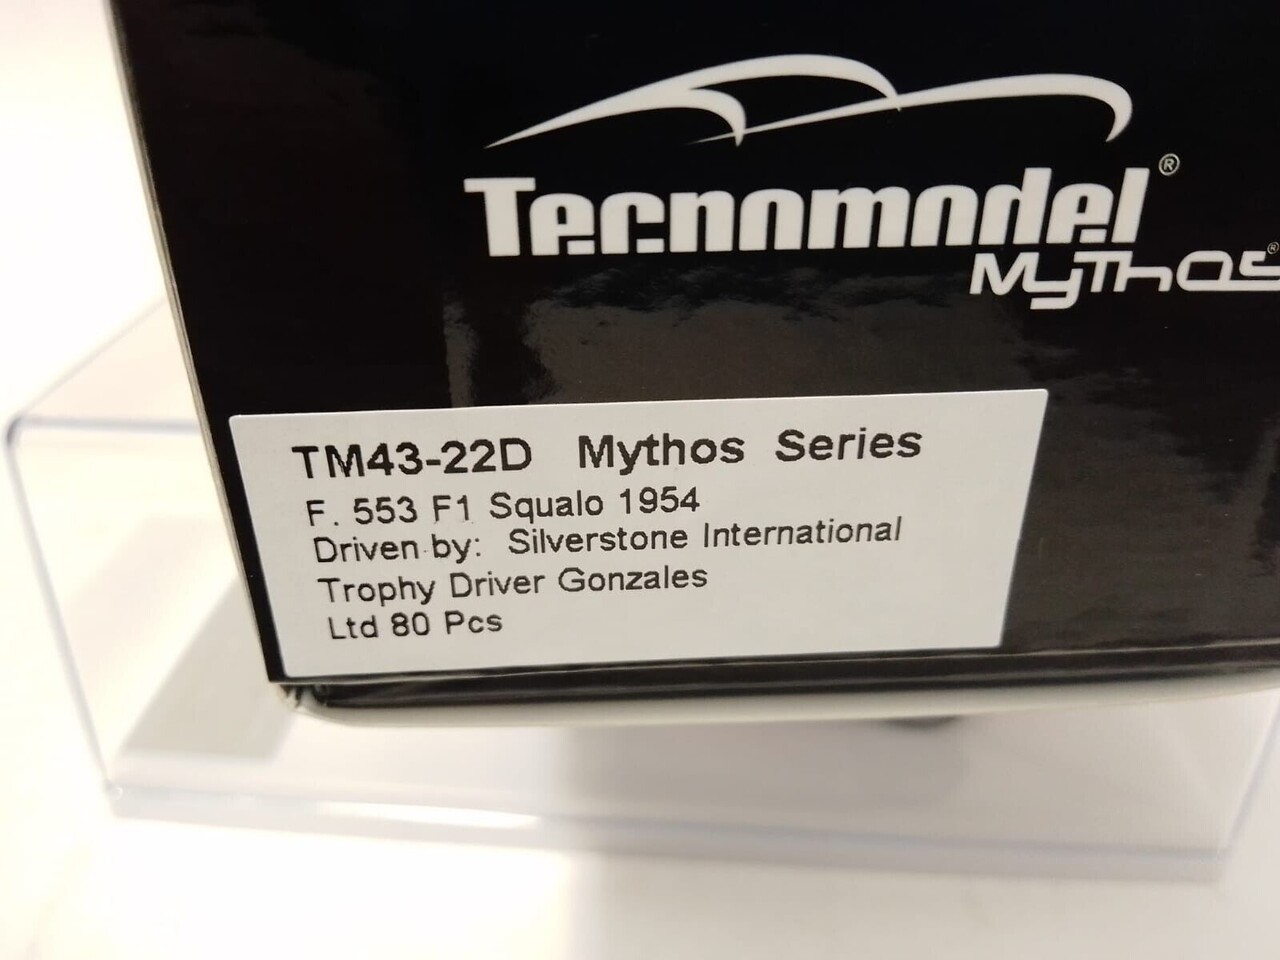 Tecnomodel®
Mythos®
TM43-22D Mythos Series
F. 553 F1 Squalo 1954
Driven by: Silverstone International
Trophy Driver Gonzales
Ltd 80 Pcs